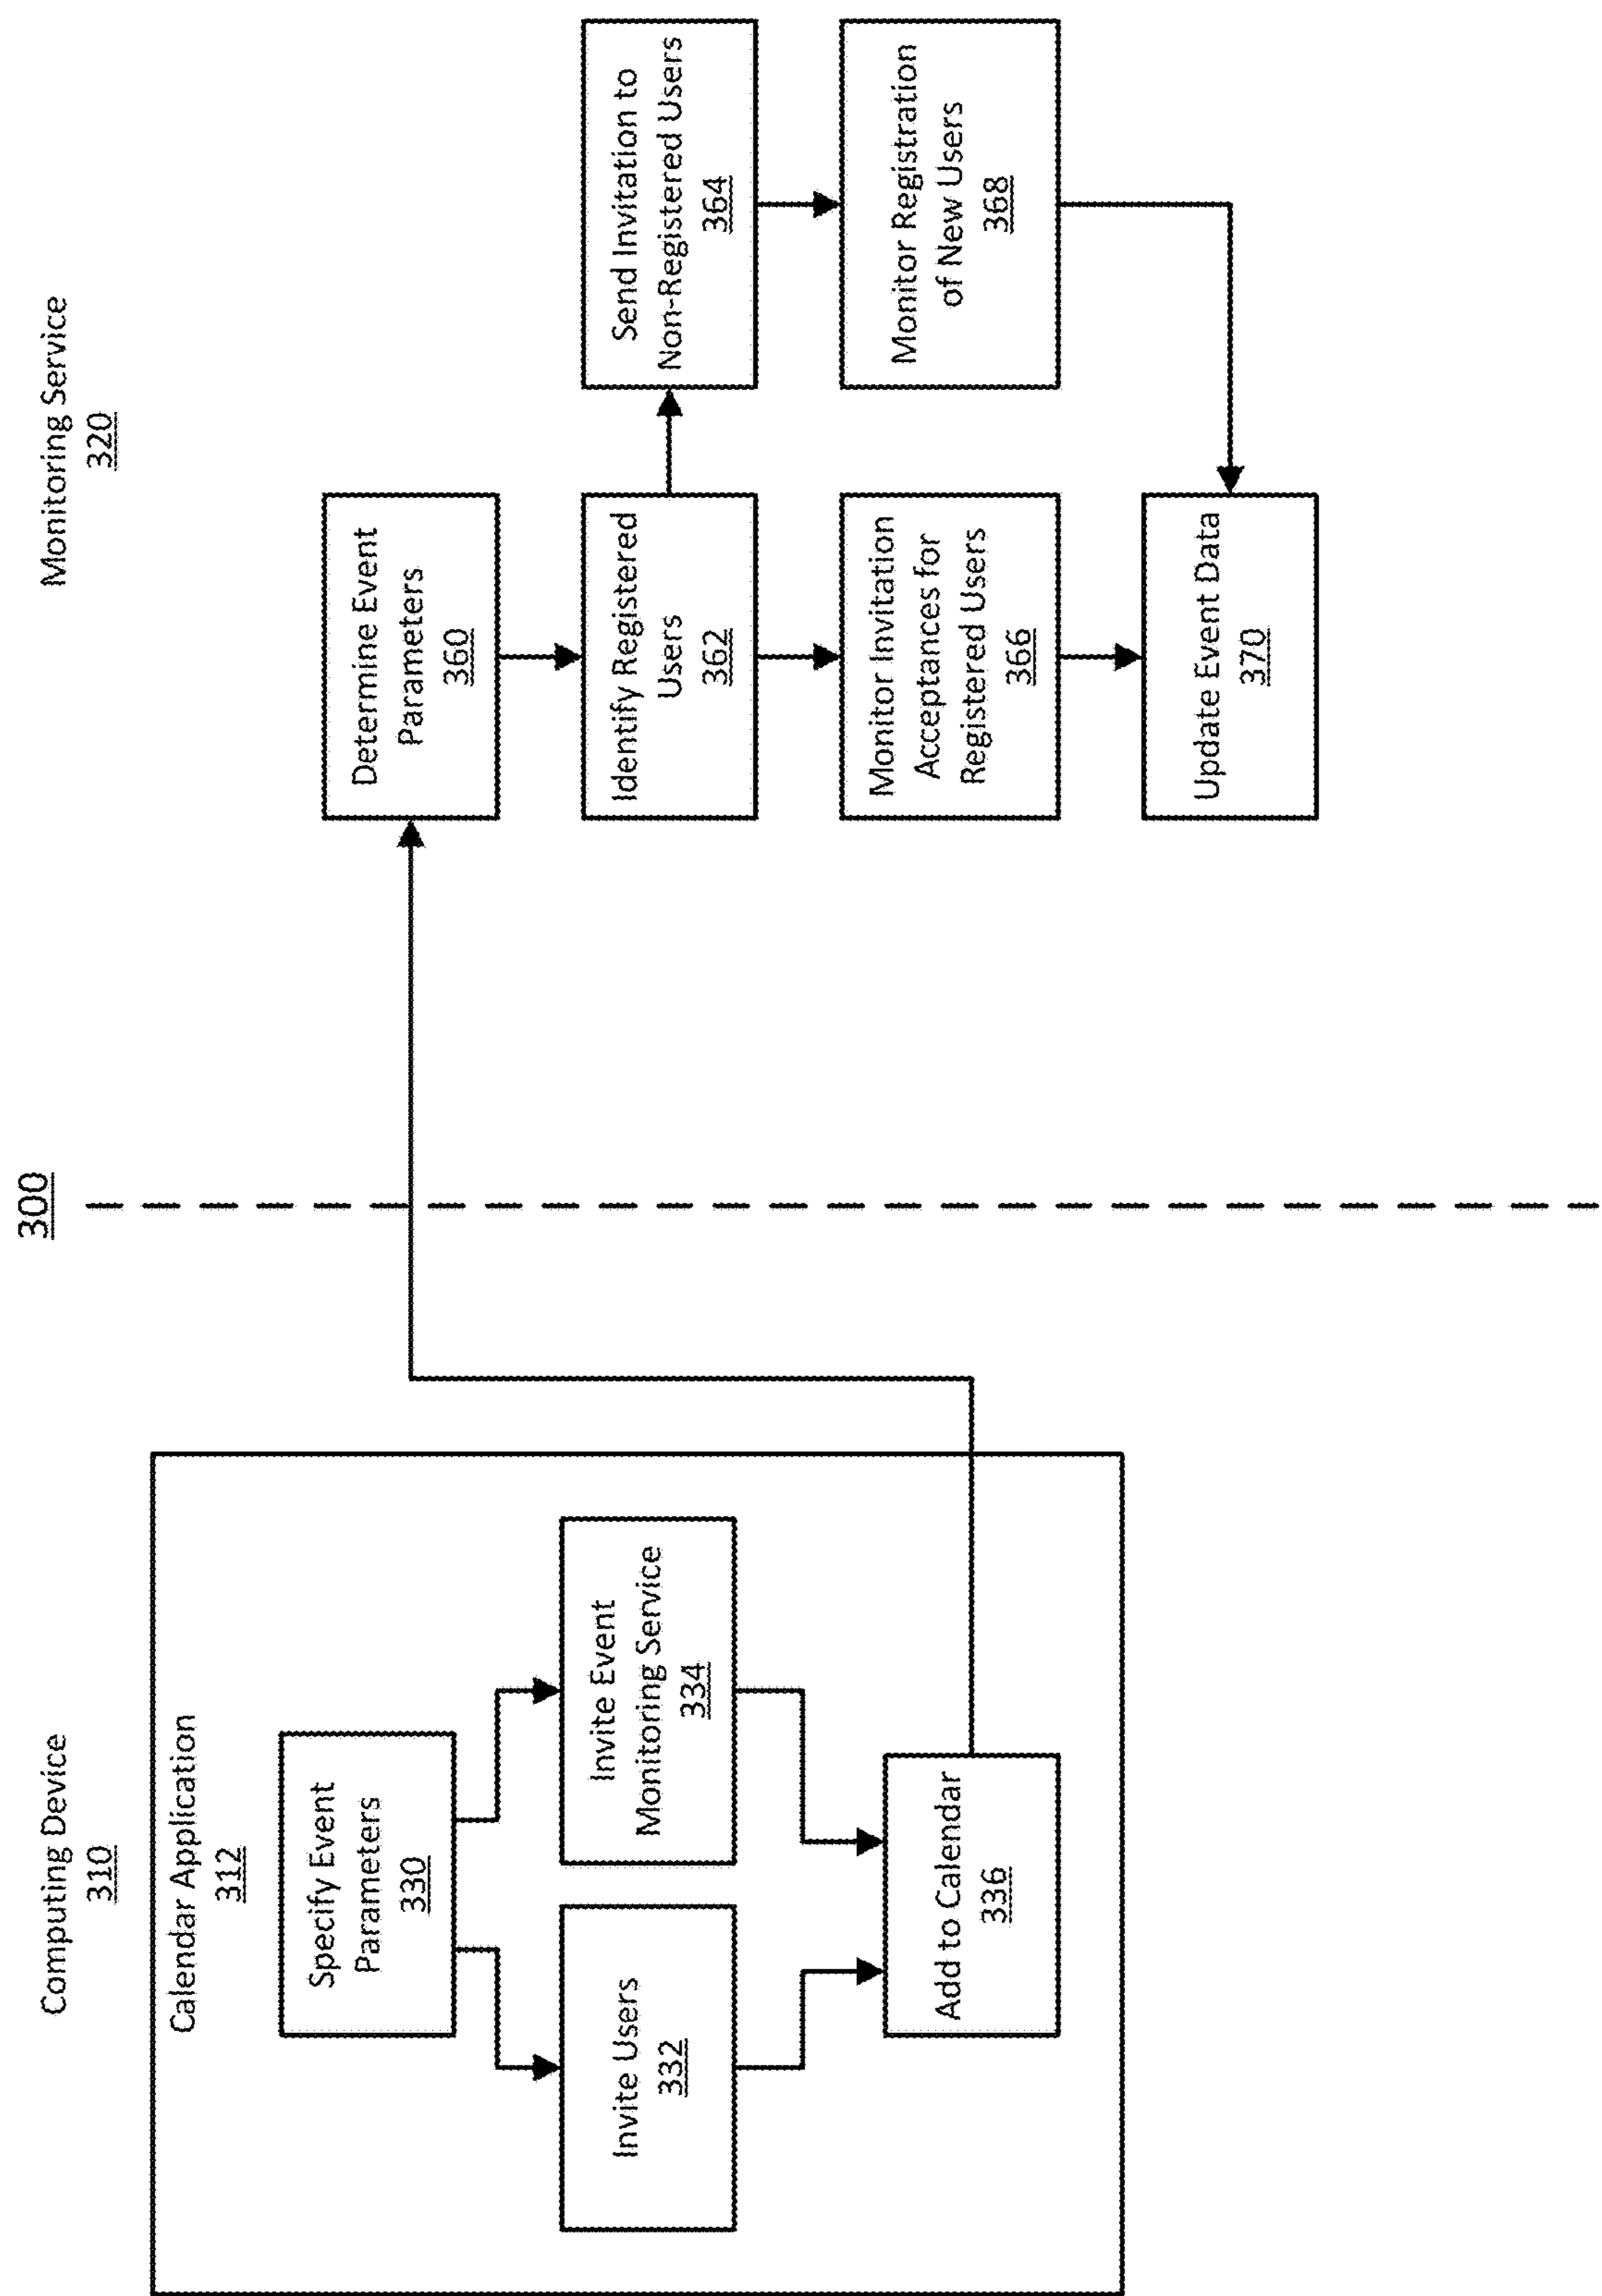 300
Computing Device
310
Calendar Application
312
Specify Event
Parameters
330
Invite Users
332
Invite Event
Monitoring Service
334
Add to Calendar
336
Monitoring Service
320
Determine Event
Parameters
360
Identify Registered
Users
362
Send Invitation to
Non-Registered Users
364
Monitor Invitation
Acceptances for
Registered Users
366
Monitor Registration
of New Users
368
Update Event Data
370